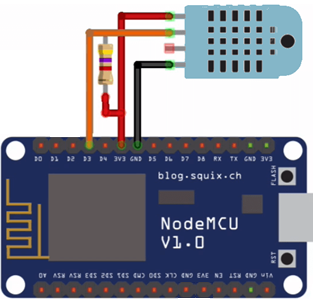 D0 D1 D2 D3 D4 3V3 GND D5 D6 D7 D8 RX TX GND 3V3
blog.squix.ch
FLASH
NodeMCU
V1.0
RST
A0 RSV RSV SD3 SD2 SD1 CMD SD0 CLK GND 3V3 EN RST GND Vin